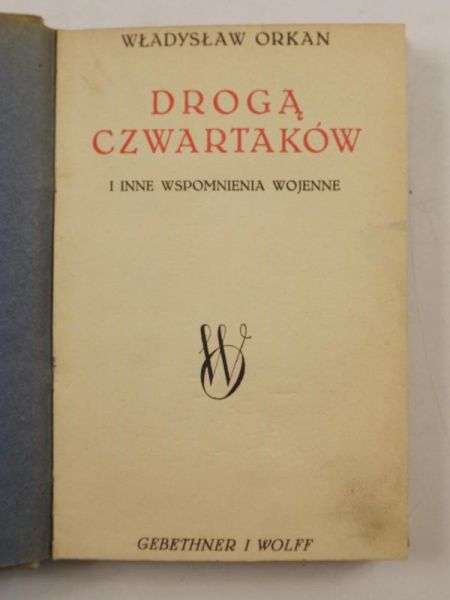 WŁADYSŁAW ORKAN
DROGĄ
CZWARTAKÓW
I INNE WSPOMNIENIA WOJENNE
GEBETHNER I WOLFF